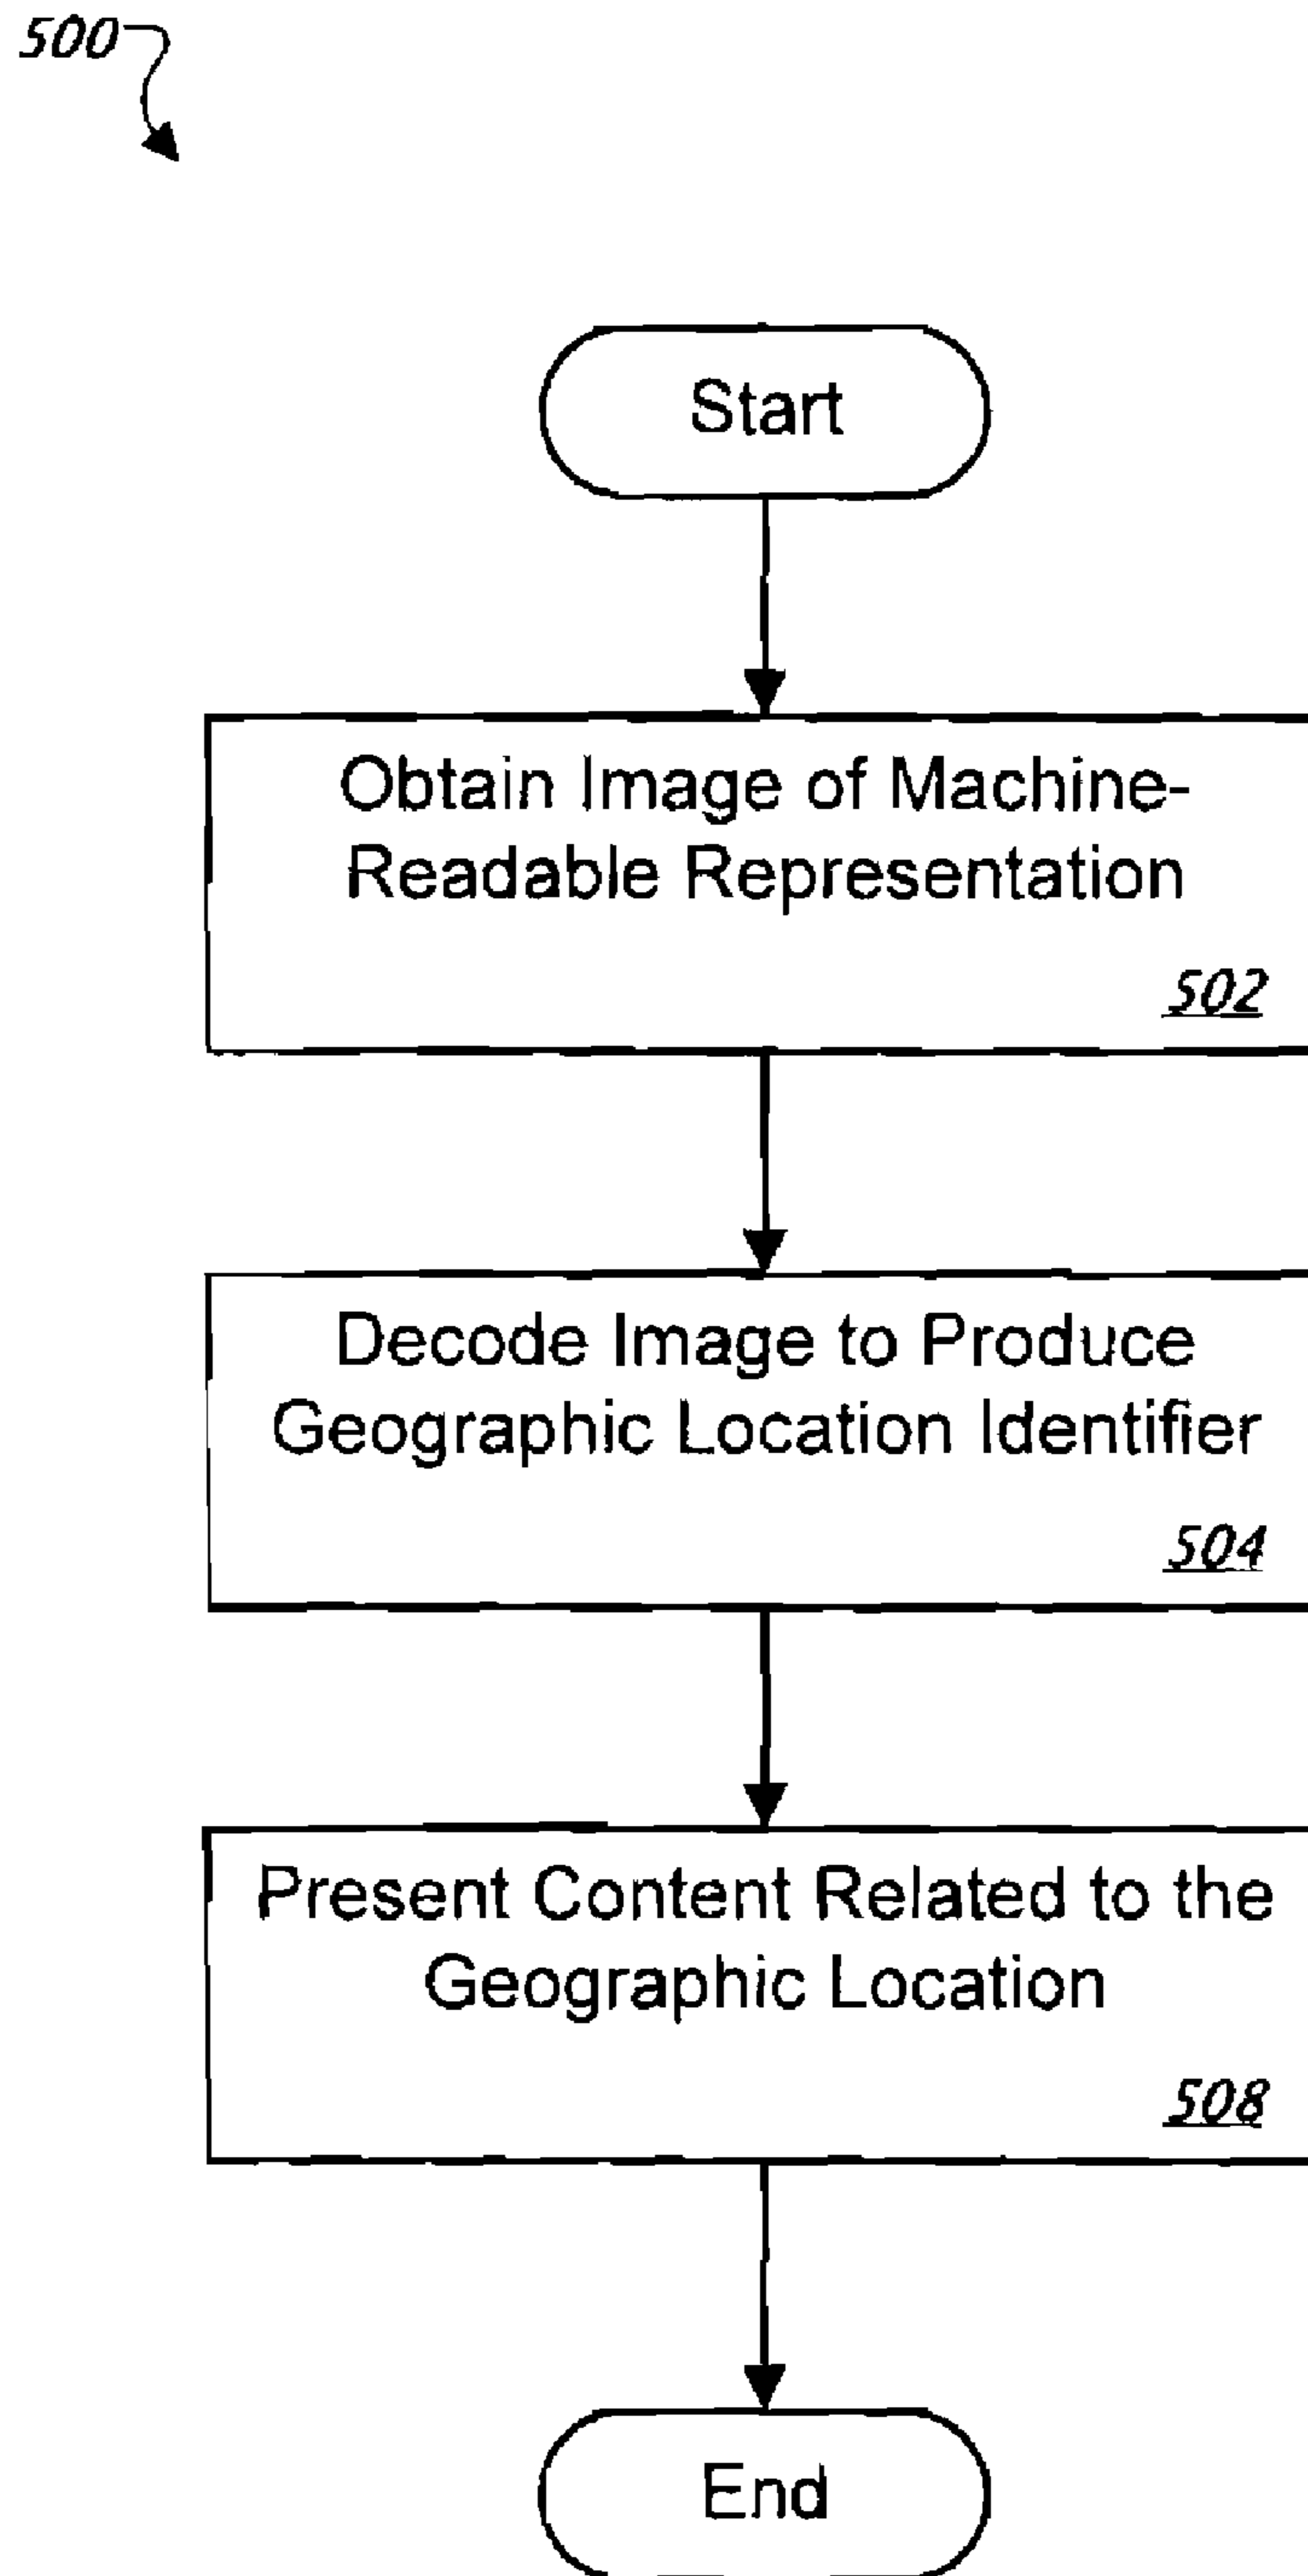 500
Start
Obtain Image of Machine-
Readable Representation
502
Decode Image to Produce
Geographic Location Identifier
504
Present Content Related to the
Geographic Location
508
End